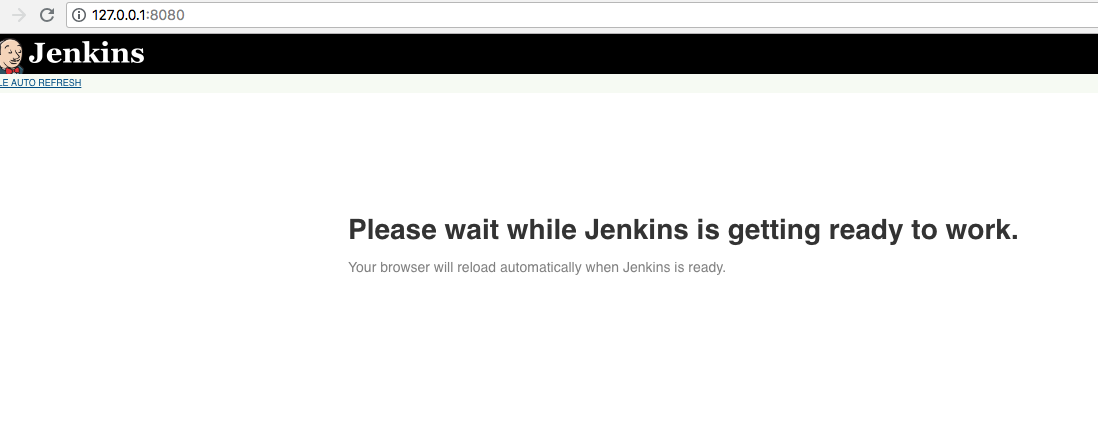 127.0.0.1:8080
Jenkins
LE AUTO REFRESH
Please wait while Jenkins is getting ready to work.
Your browser will reload automatically when Jenkins is ready.